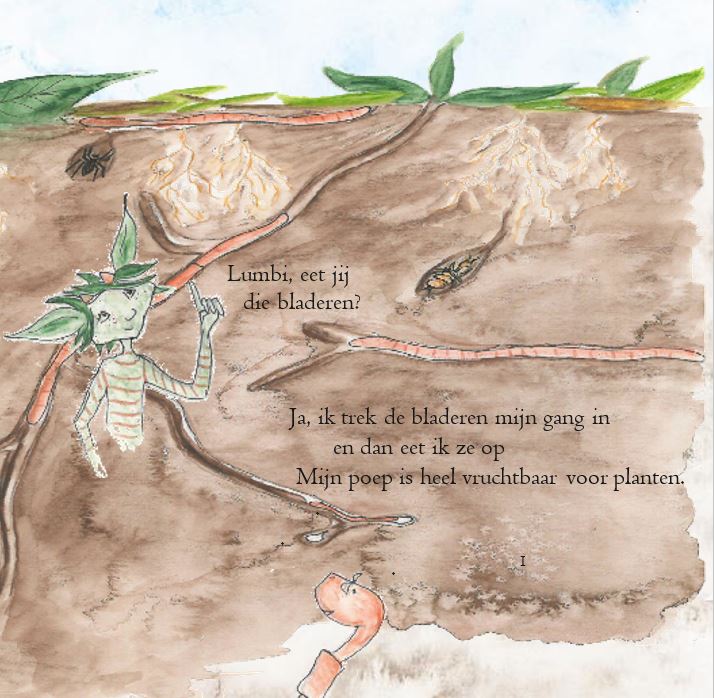 Lumbi, eet jij
die bladeren?
Ja, ik trek de bladeren mijn gang in
en dan eet ik ze op
Mijn poep is heel vruchtbaar voor planten.
1